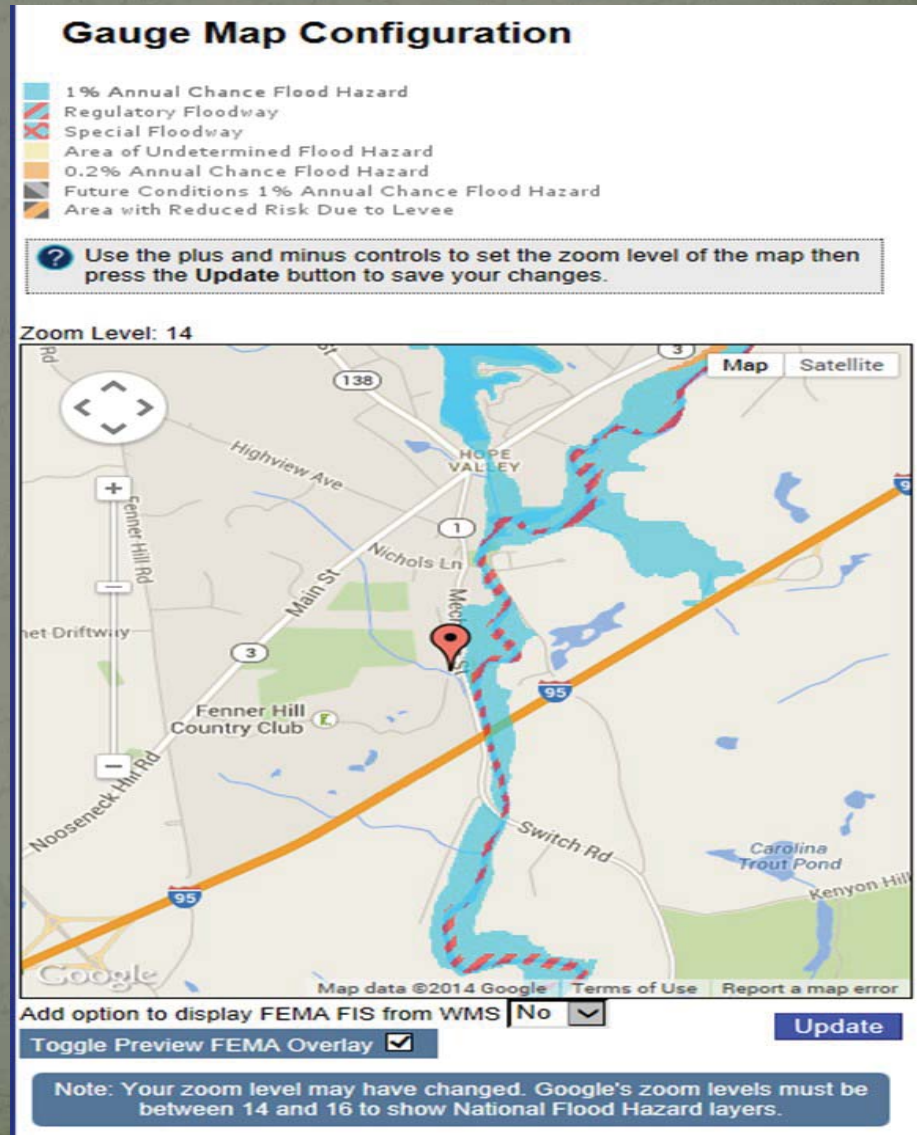 Gauge Map Configuration
1% Annual Chance Flood Hazard
Regulatory Floodway
Special Floodway
Area of Undetermined Flood Hazard
0.2% Annual Chance Flood Hazard
Future Conditions 1% Annual Chance Flood Hazard
Area with Reduced Risk Due to Levee
? Use the plus and minus controls to set the zoom level of the map then
press the Update button to save your changes.
Zoom Level: 14
Rd
138
3
Map Satellite
Highview Ave
HOPE
VALLEY
Fenner Hill Rd
1
Nichols Ln
Main St
net Driftway
3
95
Fenner Hill
Country Club
Nooseneck Hill Rd
Switch Rd
Carolina
Trout Pond
Kenyon Hill
95
Google
Map data ©2014 Google Terms of Use Report a map error
Add option to display FEMA FIS from WMS No
Update
Toggle Preview FEMA Overlay
Note: Your zoom level may have changed. Google's zoom levels must be
between 14 and 16 to show National Flood Hazard layers.